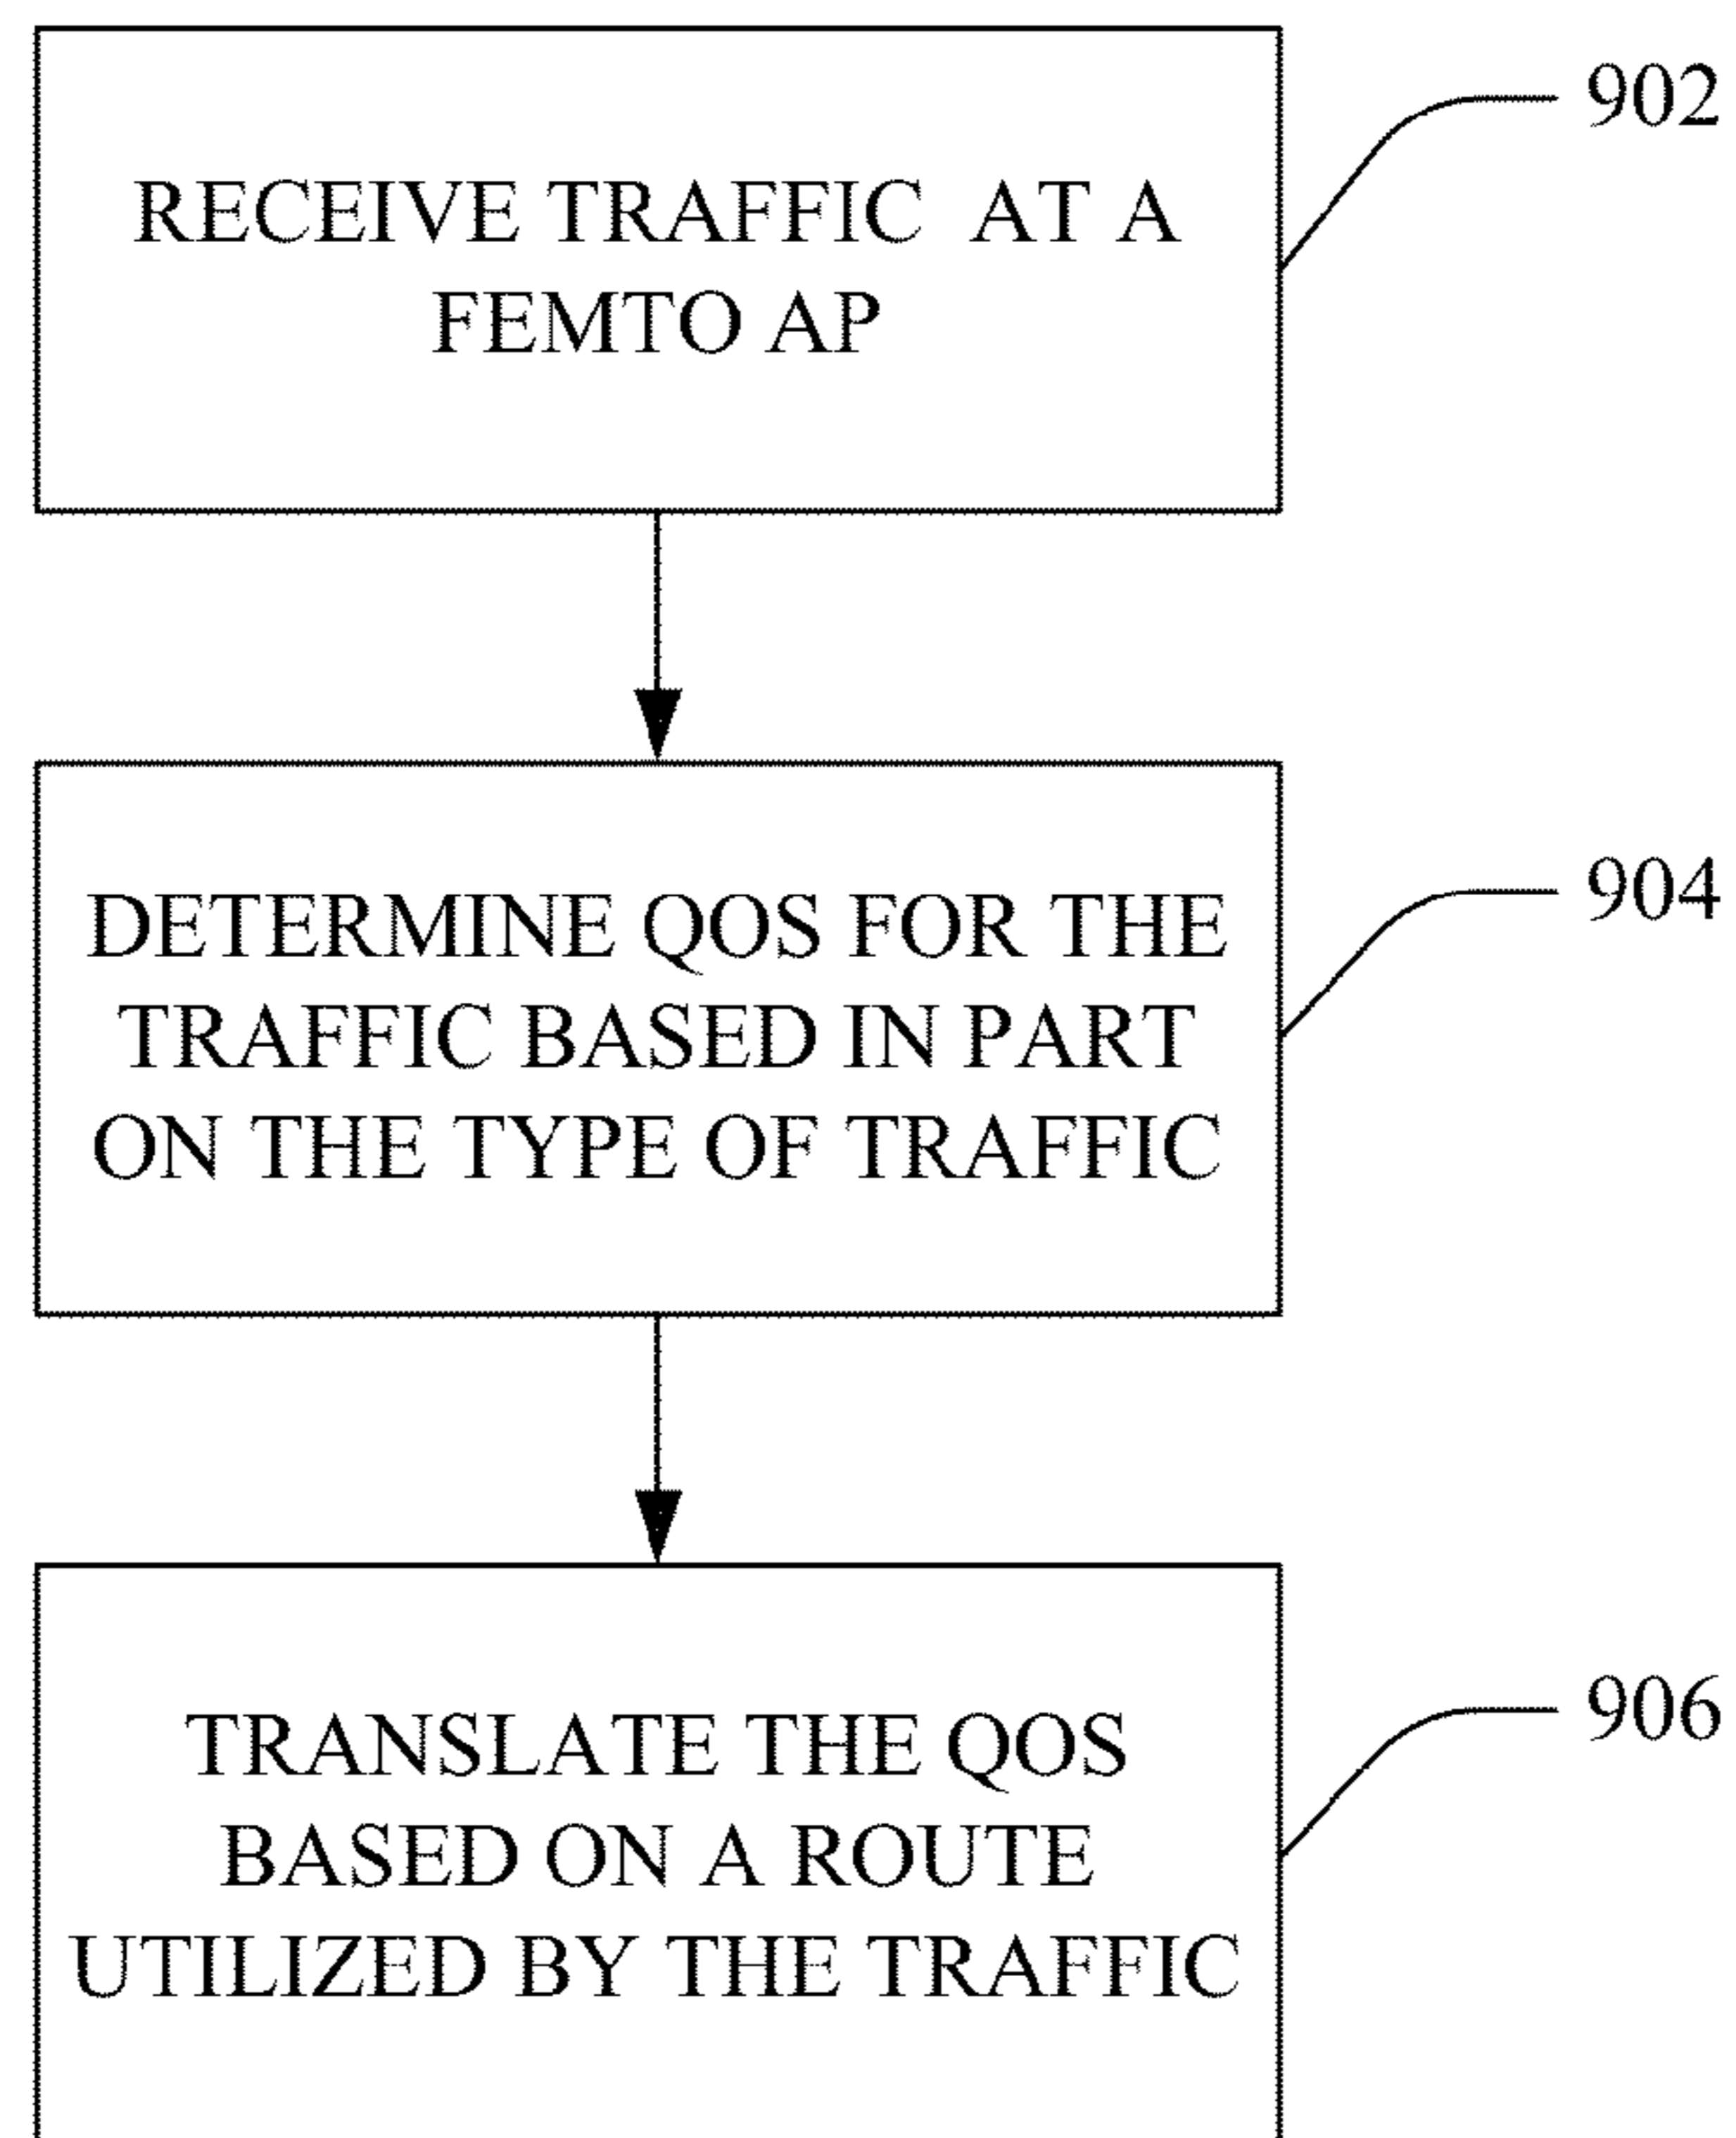 902
RECEIVE TRAFFIC AT A
FEMTO AP
904
DETERMINE QOS FOR THE
TRAFFIC BASED IN PART
ON THE TYPE OF TRAFFIC
906
TRANSLATE THE QOS
BASED ON A ROUTE
UTILIZED BY THE TRAFFIC